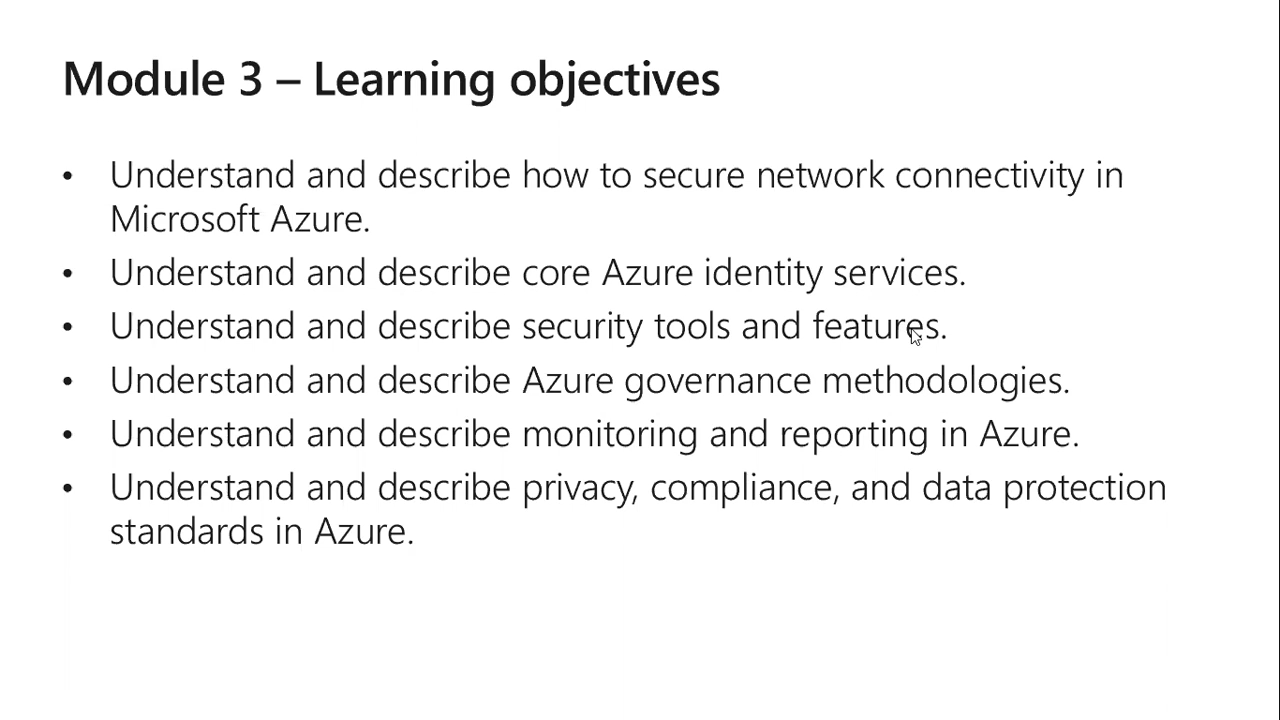 Module 3 – Learning objectives
• Understand and describe how to secure network connectivity in
Microsoft Azure.
• Understand and describe core Azure identity services.
• Understand and describe security tools and features.
• Understand and describe Azure governance methodologies.
• Understand and describe monitoring and reporting in Azure.
• Understand and describe privacy, compliance, and data protection
standards in Azure.